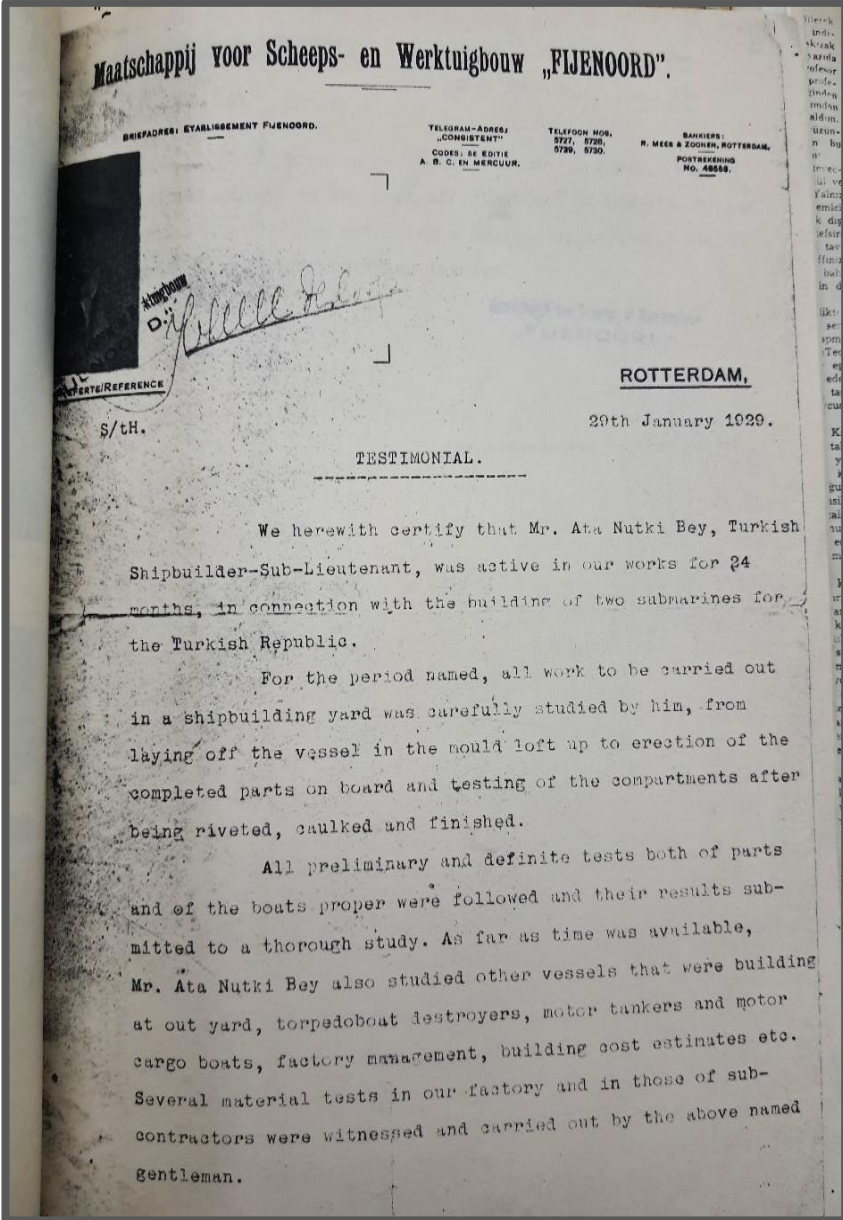 Maatschappij voor Scheeps- en Werktuigbouw „FIJENOORD”.
BRIEFADRES: ETABLISSEMENT FIJENOORD.
TELEGRAM-ADRES:
„CONSISTENT”
CODES: 5E EDITIE
A. B. C. EN MERCUUR.
TELEFOON NOS.
5727, 5728,
5729, 5730.
BANKIERS:
R. MEES & ZOONEN, ROTTERDAM,
POSTREKENING
No. 48558.
REFERTE/REFERENCE
ROTTERDAM,
S/tH.
29th January 1929.
TESTIMONIAL.
We herewith certify that Mr. Ata Nutki Bey, Turkish
Shipbuilder-Sub-Lieutenant, was active in our works for 24
months, in connection with the building of two submarines for
the Turkish Republic.
For the period named, all work to be carried out
in a shipbuilding yard was carefully studied by him, from
laying off the vessel in the mould loft up to erection of the
completed parts on board and testing of the compartments after
being riveted, caulked and finished.
All preliminary and definite tests both of parts
and of the boats proper were followed and their results sub-
mitted to a thorough study. As far as time was available,
Mr. Ata Nutki Bey also studied other vessels that were building
at out yard, torpedoboat destroyers, motor tankers and motor
cargo boats, factory management, building cost estimates etc.
Several material tests in our factory and in those of sub-
contractors were witnessed and carried out by the above named
gentleman.